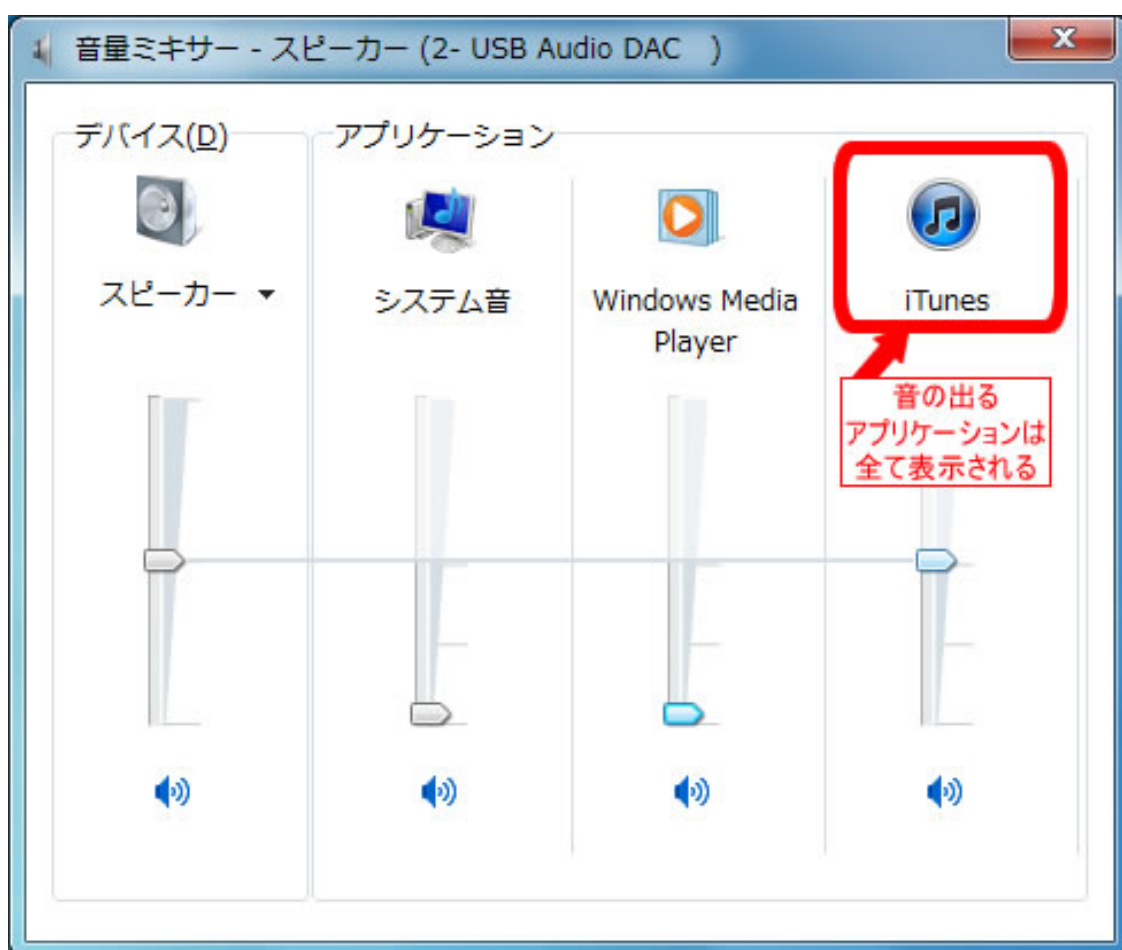 音量ミキサー - スピーカー (2- USB Audio DAC )
デバイス(D)
アプリケーション
スピーカー
システム音
Windows Media
Player
iTunes
音の出る
アプリケーションは
全て表示される